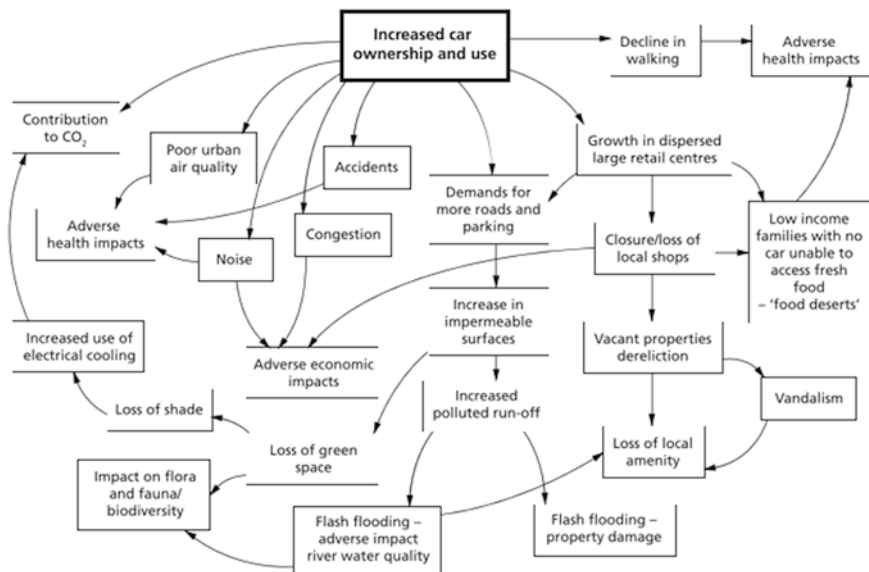 Increased car
ownership and use
Decline in
walking
Adverse
health impacts
Contribution
to CO₂
Poor urban
air quality
Accidents
Growth in dispersed
large retail centres
Adverse
health impacts
Noise
Congestion
Demands for
more roads and
parking
Closure/loss of
local shops
Low income
families with no
car unable to
access fresh
food
– ‘food deserts’
Increased use of
electrical cooling
Adverse economic
impacts
Increase in
impermeable
surfaces
Vacant properties
dereliction
Loss of shade
Increased
polluted run-off
Vandalism
Loss of green
space
Loss of local
amenity
Impact on flora
and fauna/
biodiversity
Flash flooding –
adverse impact
river water quality
Flash flooding –
property damage